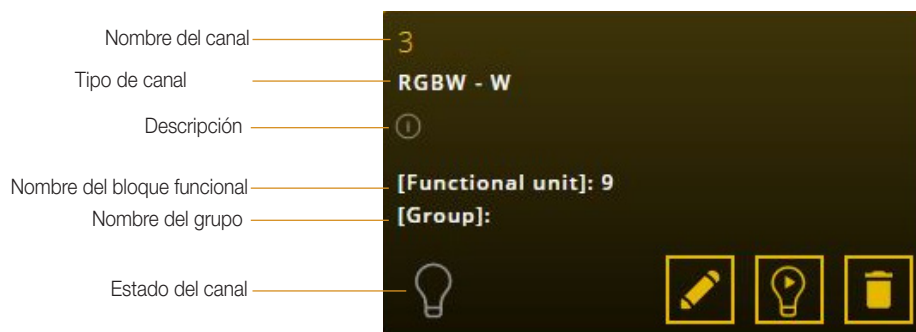 Nombre del canal
3
Tipo de canal
RGBW - W
Descripción
Nombre del bloque funcional
[Functional unit]: 9
Nombre del grupo
[Group]:
Estado del canal